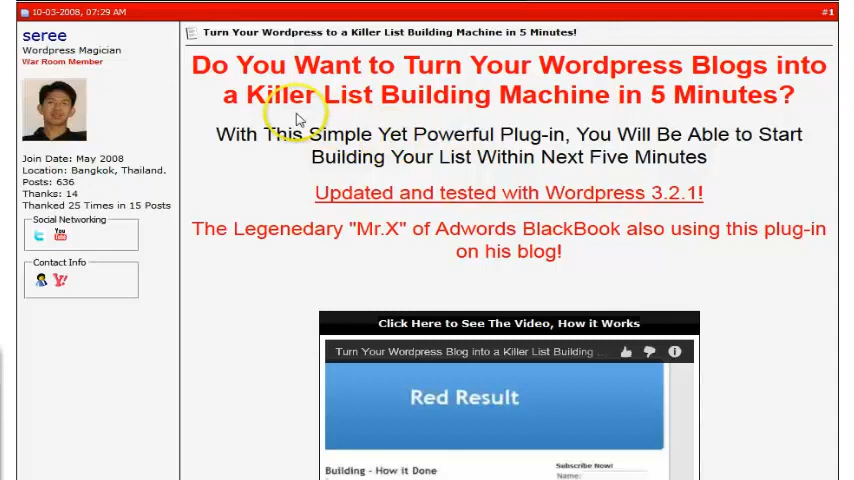 10-03-2008, 07:29 AM
#1
seree
Wordpress Magician
War Room Member
Join Date: May 2008
Location: Bangkok, Thailand.
Posts: 636
Thanks: 14
Thanked 25 Times in 15 Posts
Social Networking
Contact Info
Turn Your Wordpress to a Killer List Building Machine in 5 Minutes!
Do You Want to Turn Your Wordpress Blogs into
a Killer List Building Machine in 5 Minutes?
With This Simple Yet Powerful Plug-in, You Will Be Able to Start
Building Your List Within Next Five Minutes
Updated and tested with Wordpress 3.2.1!
The Legenedary "Mr.X" of Adwords BlackBook also using this plug-in
on his blog!
Click Here to See The Video, How it Works
Turn Your Wordpress Blog into a Killer List Building ...
Red Result
Building - How it Done
Subscribe Now!
Name: